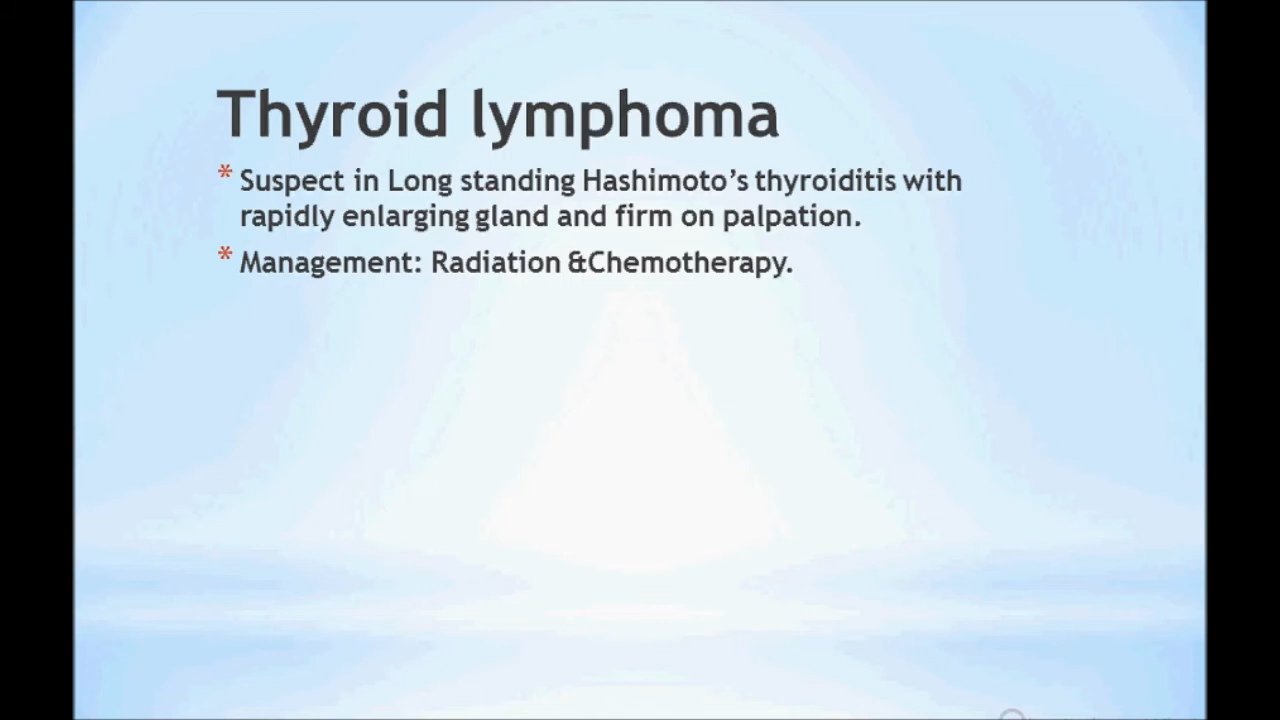 Thyroid lymphoma
* Suspect in Long standing Hashimoto’s thyroiditis with
rapidly enlarging gland and firm on palpation.
* Management: Radiation &Chemotherapy.